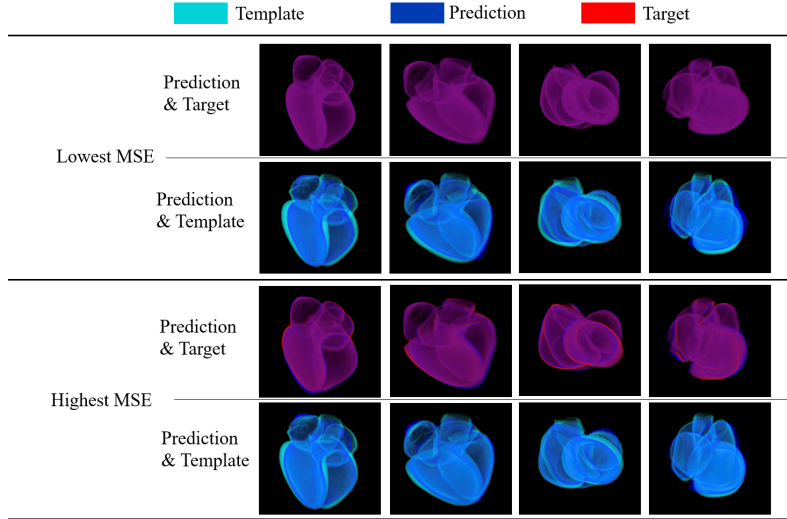 Template
Prediction
Target
Prediction
& Target
Lowest MSE
Prediction
& Template
Prediction
& Target
Highest MSE
Prediction
& Template